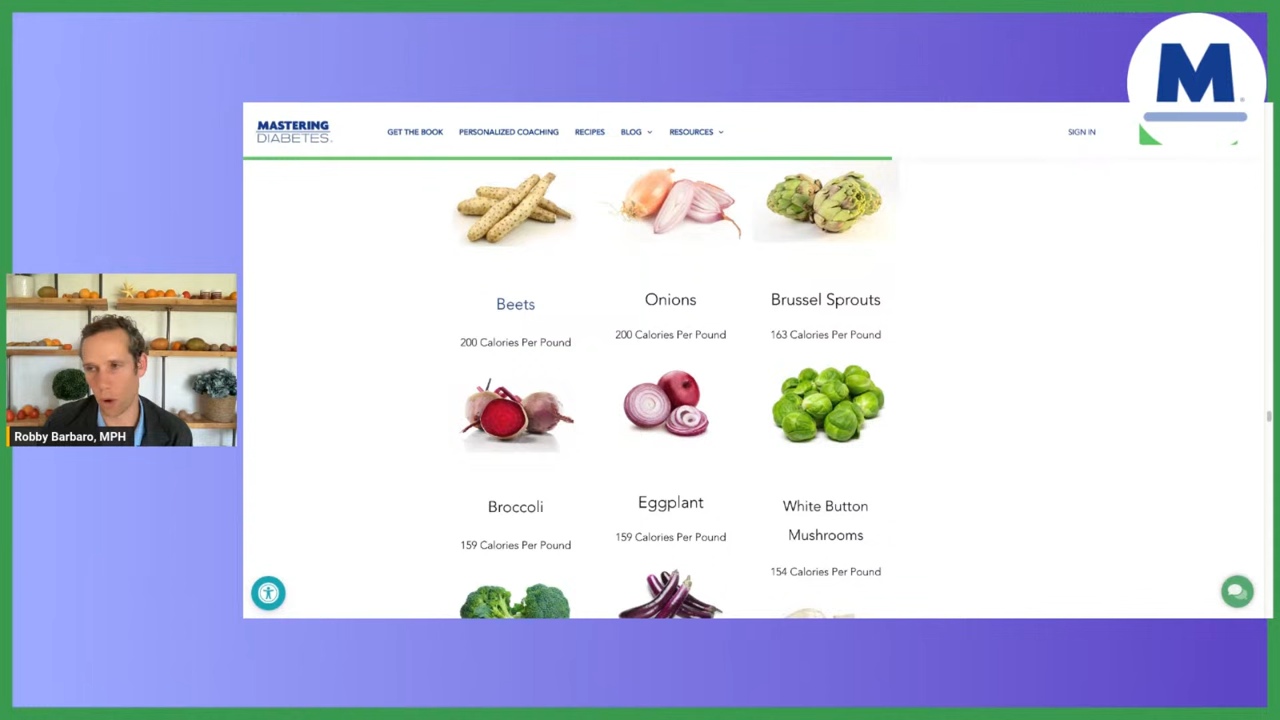 M
MASTERING
DIABETES
GET THE BOOK PERSONALIZED COACHING RECIPES BLOG RESOURCES SIGN IN
Beets Onions Brussel Sprouts
200 Calories Per Pound 200 Calories Per Pound 163 Calories Per Pound
Robby Barbaro, MPH
Broccoli Eggplant White Button
Mushrooms
159 Calories Per Pound 159 Calories Per Pound
154 Calories Per Pound